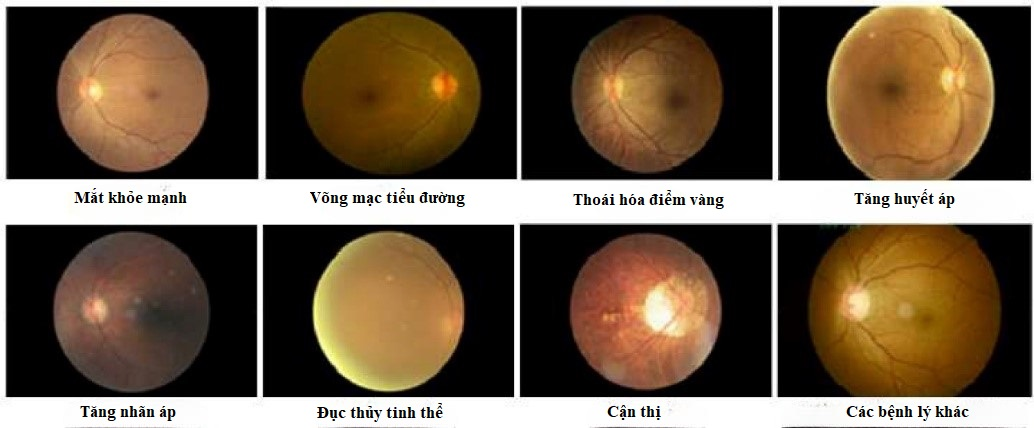 Mắt khỏe mạnh
Võng mạc tiểu đường
Thoái hóa điểm vàng
Tăng huyết áp
Tăng nhãn áp
Đục thủy tinh thể
Cận thị
Các bệnh lý khác